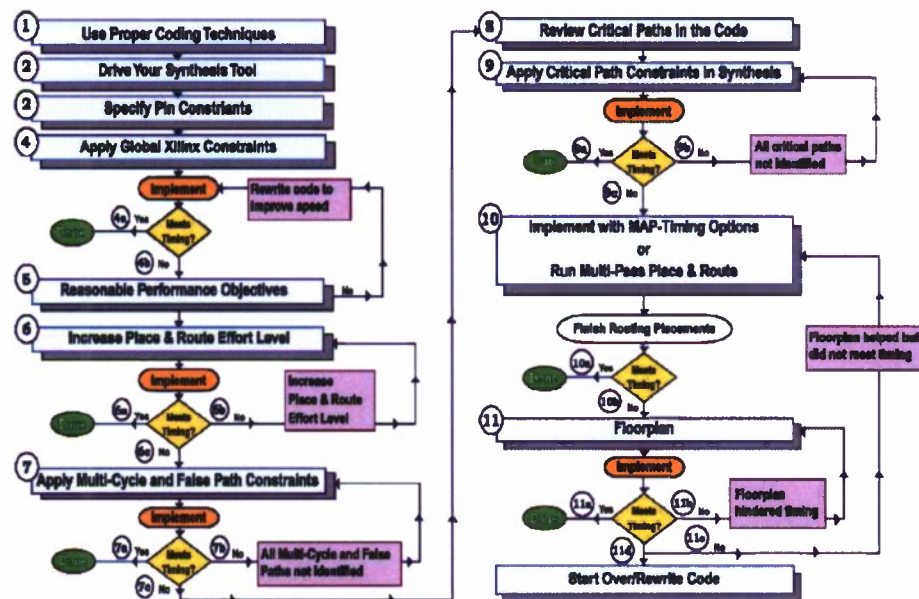 1
Use Proper Coding Techniques
2
Drive Your Synthesis Tool
2
Specify Pin Constriants
4
Apply Global Xilinx Constraints
Implement
Rewrite code to
improve speed
4a Yes
Meets
Timing?
4b No
5
Reasonable Performance Objectives
No
6
Increase Place & Route Effort Level
Implement
Increase
Place & Route
Effort Level
Yes
Meets
Timing?
No
No
7
Apply Multi-Cycle and False Path Constraints
Implement
7a Yes
Meets
Timing?
7b No
All Multi-Cycle and False
Paths not Identified
7c No
8
Review Critical Paths in the Code
9
Apply Critical Path Constraints in Synthesis
Implement
9a Yes
Meets
Timing?
9b No
All critical paths
not identified
No
10
Implement with MAP-Timing Options
or
Run Multi-Pass Place & Route
Finish Rooting Placements
10a Yes
Meets
Timing?
10b
No
Floorplan helped but
did not meet timing
11
Floorplan
Implement
11a Yes
Meets
Timing?
11b No
Floorplan
hindered timing
11c No
11d
Start Over/Rewrite Code